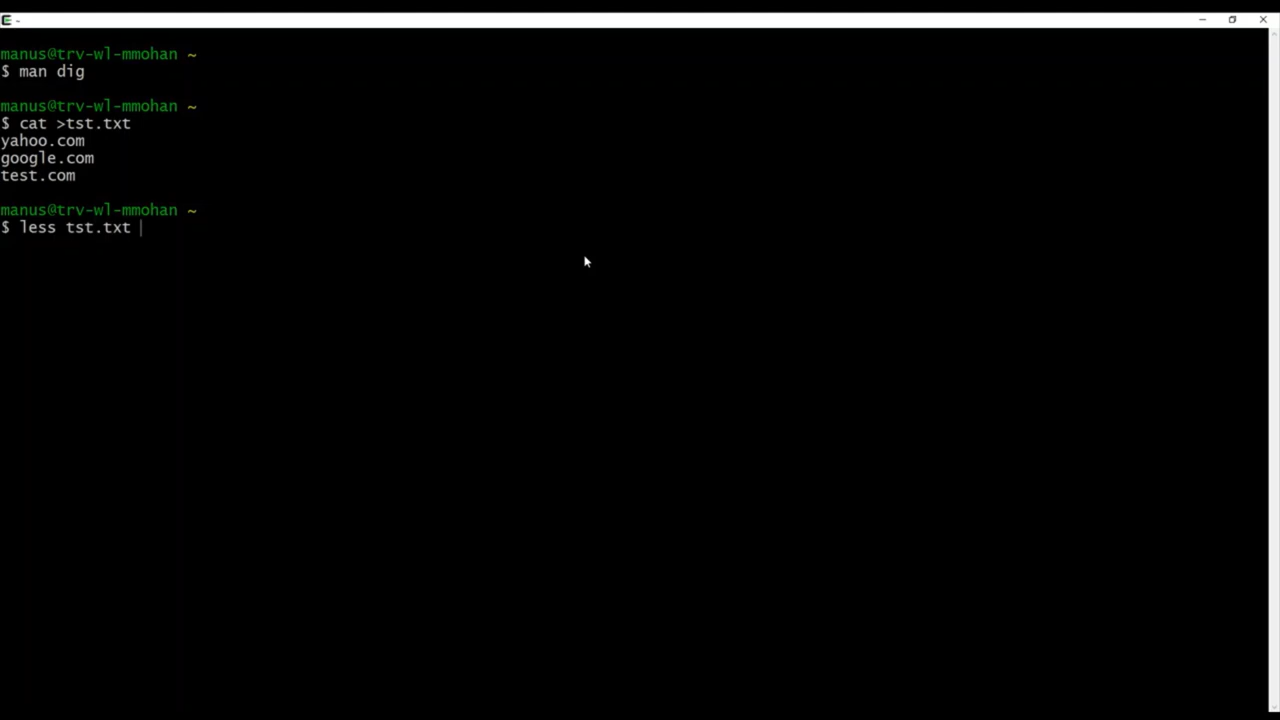 ~
manus@trv-wl-mmohan ~
$ man dig
manus@trv-wl-mmohan ~
$ cat >tst.txt
yahoo.com
google.com
test.com
manus@trv-wl-mmohan ~
$ less tst.txt